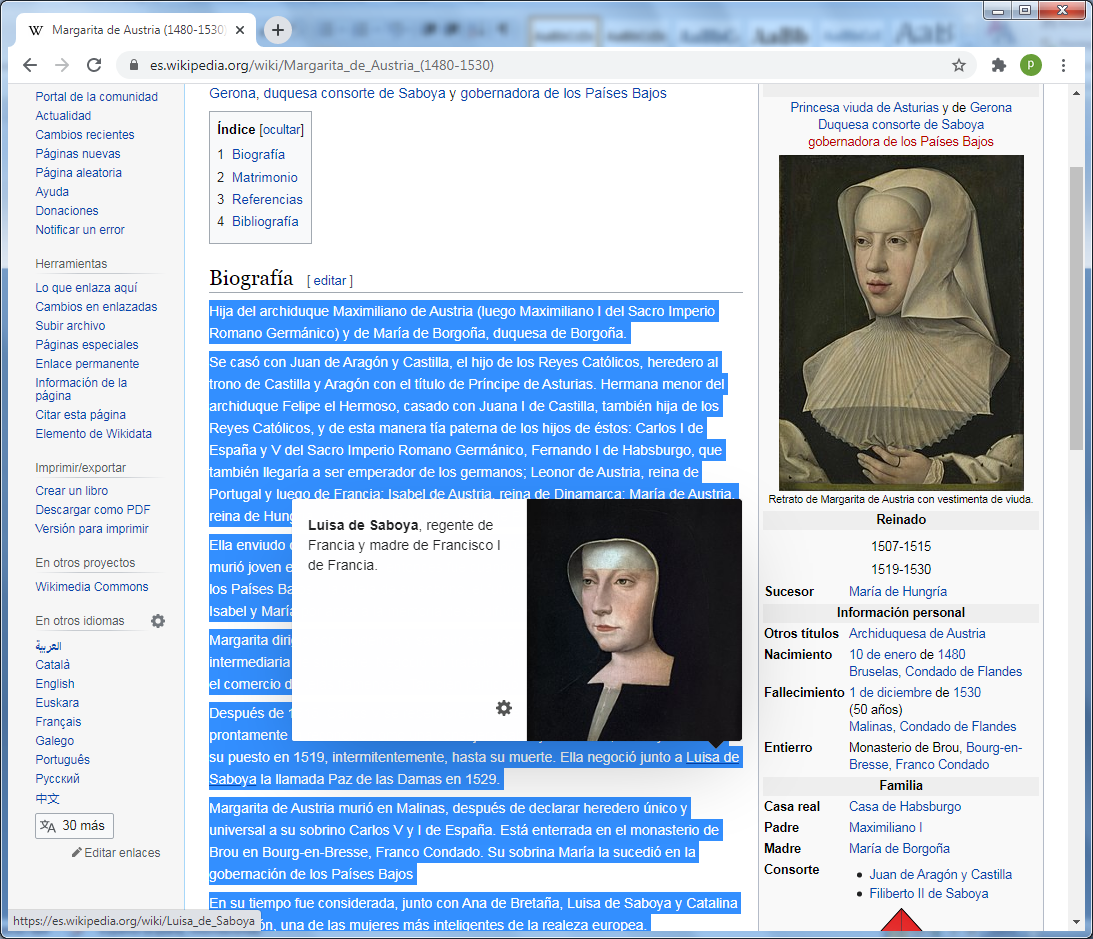 Margarita de Austria (1480-1530)
es.wikipedia.org/wiki/Margarita_de_Austria_(1480-1530)
P
Portal de la comunidad
Actualidad
Cambios recientes
Páginas nuevas
Página aleatoria
Ayuda
Donaciones
Notificar un error
Herramientas
Lo que enlaza aquí
Cambios en enlazadas
Subir archivo
Páginas especiales
Enlace permanente
Información de la
página
Citar esta página
Elemento de Wikidata
Imprimir/exportar
Crear un libro
Descargar como PDF
Versión para imprimir
En otros proyectos
Wikimedia Commons
En otros idiomas
العربية
Català
English
Euskara
Français
Galego
Português
Русский
中文
30 más
Editar enlaces
https://es.wikipedia.org/wiki/Luisa_de_Saboya
Gerona, duquesa consorte de Saboya y gobernadora de los Países Bajos
Índice [ocultar]
1 Biografía
2 Matrimonio
3 Referencias
4 Bibliografía
Biografía [ editar ]
Hija del archiduque Maximiliano de Austria (luego Maximiliano I del Sacro Imperio
Romano Germánico) y de María de Borgoña, duquesa de Borgoña.
Se casó con Juan de Aragón y Castilla, el hijo de los Reyes Católicos, heredero al
trono de Castilla y Aragón con el título de Príncipe de Asturias. Hermana menor del
archiduque Felipe el Hermoso, casado con Juana I de Castilla, también hija de los
Reyes Católicos, y de esta manera tía paterna de los hijos de éstos: Carlos I de
España y V del Sacro Imperio Romano Germánico, Fernando I de Habsburgo, que
también llegaría a ser emperador de los germanos; Leonor de Austria, reina de
Portugal y luego de Francia; Isabel de Austria, reina de Dinamarca; María de Austria,
reina de Hung
Ella enviudo
murió joven e
los Países Ba
Isabel y María
Margarita diri
intermediaria
el comercio d
Después de 1
prontamente
su puesto en 1519, intermitentemente, hasta su muerte. Ella negoció junto a Luisa de
Saboya la llamada Paz de las Damas en 1529.
Margarita de Austria murió en Malinas, después de declarar heredero único y
universal a su sobrino Carlos V y I de España. Está enterrada en el monasterio de
Brou en Bourg-en-Bresse, Franco Condado. Su sobrina María la sucedió en la
gobernación de los Países Bajos
En su tiempo fue considerada, junto con Ana de Bretaña, Luisa de Saboya y Catalina
ón, una de las mujeres más inteligentes de la realeza europea.
Luisa de Saboya, regente de
Francia y madre de Francisco I
de Francia.
Princesa viuda de Asturias y de Gerona
Duquesa consorte de Saboya
gobernadora de los Países Bajos
Retrato de Margarita de Austria con vestimenta de viuda.
Reinado
1507-1515
1519-1530
Sucesor María de Hungría
Información personal
Otros títulos Archiduquesa de Austria
Nacimiento 10 de enero de 1480
Bruselas, Condado de Flandes
Fallecimiento 1 de diciembre de 1530
(50 años)
Malinas, Condado de Flandes
Entierro Monasterio de Brou, Bourg-en-
Bresse, Franco Condado
Familia
Casa real Casa de Habsburgo
Padre Maximiliano I
Madre María de Borgoña
Consorte • Juan de Aragón y Castilla
• Filiberto II de Saboya